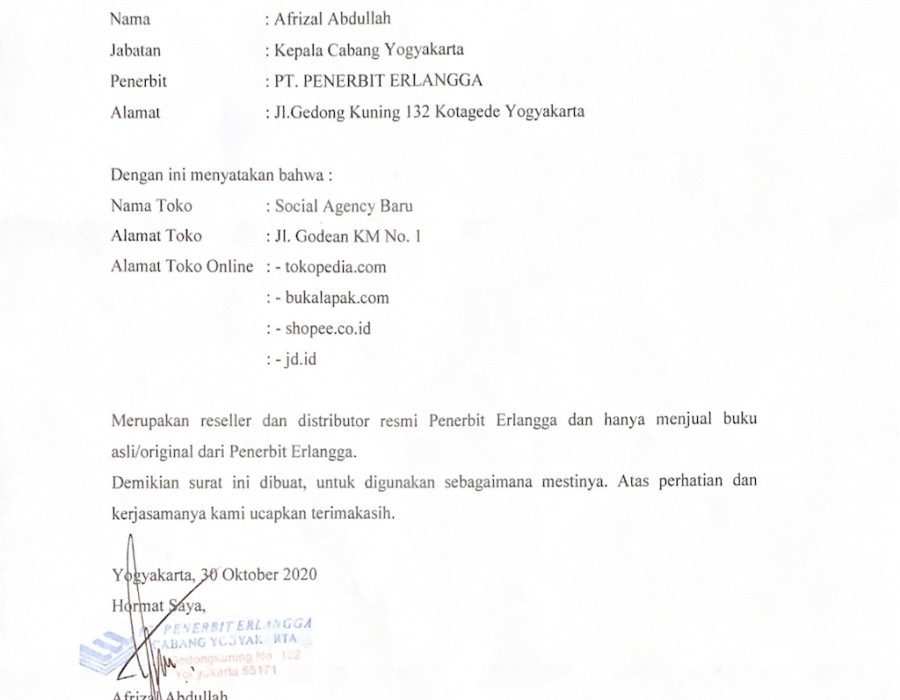 Nama : Afrizal Abdullah
Jabatan : Kepala Cabang Yogyakarta
Penerbit : PT. PENERBIT ERLANGGA
Alamat : Jl.Gedong Kuning 132 Kotagede Yogyakarta
Dengan ini menyatakan bahwa :
Nama Toko : Social Agency Baru
Alamat Toko : Jl. Godean KM No. 1
Alamat Toko Online : - tokopedia.com
: - bukalapak.com
: - shopee.co.id
: - jd.id
Merupakan reseller dan distributor resmi Penerbit Erlangga dan hanya menjual buku
asli/original dari Penerbit Erlangga.
Demikian surat ini dibuat, untuk digunakan sebagaimana mestinya. Atas perhatian dan
kerjasamanya kami ucapkan terimakasih.
Yogyakarta, 30 Oktober 2020
Hormat Saya,
PENERBIT ERLANGGA
CABANG YOGYAKARTA
Gedongkuning No. 132
Yogyakarta 55171
Afrizal Abdullah